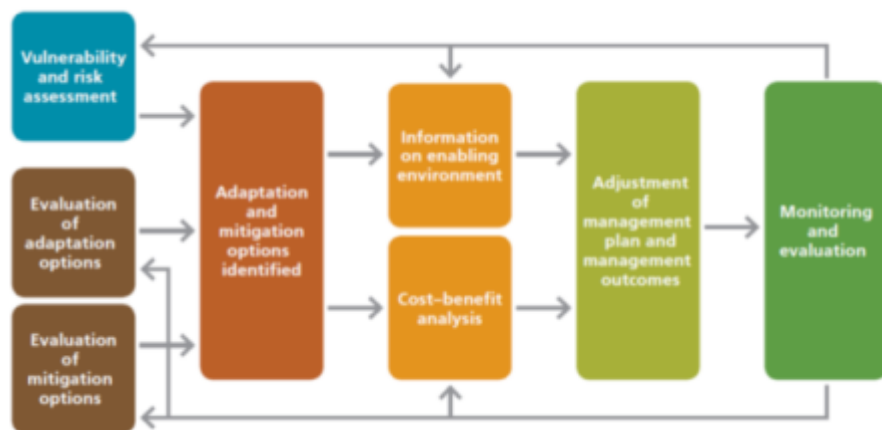 Vulnerability
and risk
assessment
Evaluation
of
adaptation
options
Evaluation
of
mitigation
options
Adaptation
and
mitigation
options
identified
Information
on enabling
environment
Cost–benefit
analysis
Adjustment
of
management
plan and
management
outcomes
Monitoring
and
evaluation